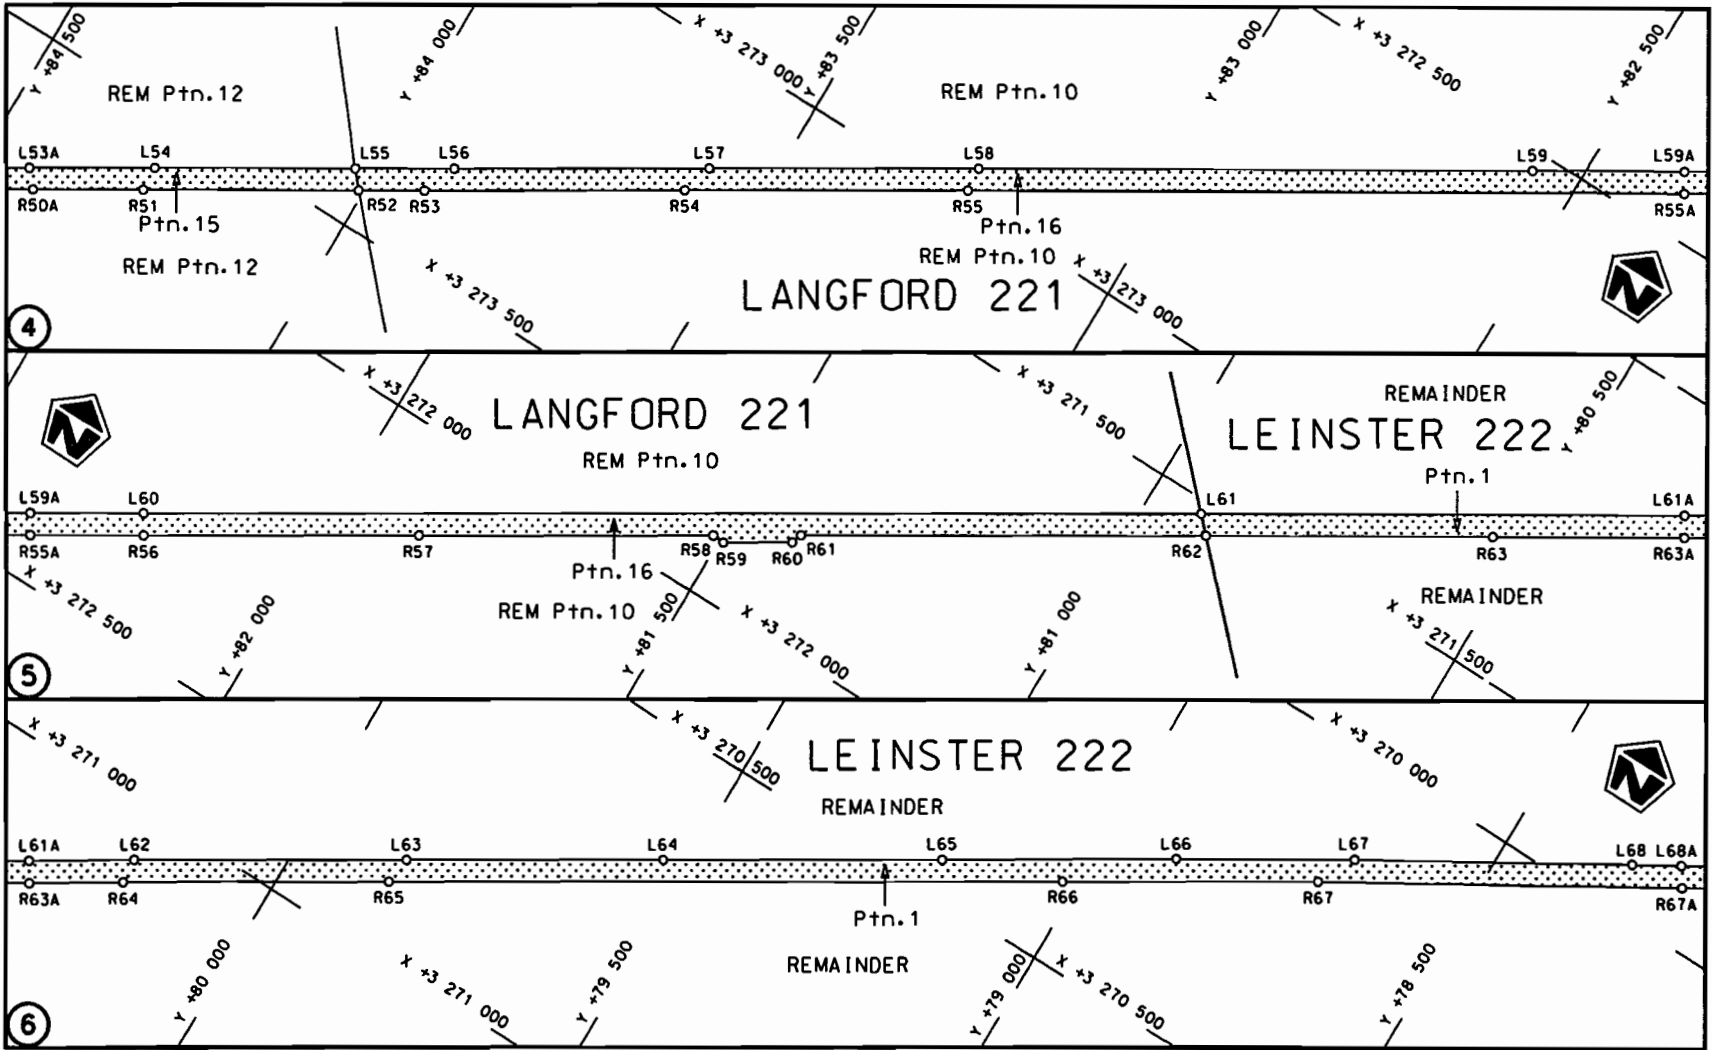 Y +84 500
Y +84 000
X +3 273 000
Y +83 500
Y +83 000
X +3 272 500
Y +82 500
REM Ptn.12
REM Ptn.10
L53A L54 L55 L56 L57 L58 L59 L59A
R50A R51 R52 R53 R54 R55 R55A
Ptn.15
Ptn.16
REM Ptn.12
REM Ptn.10
X +3 273 500
LANGFORD 221
X +3 273 000
N
4
X +3 272 000
X +3 271 500
Y +80 500
N
LANGFORD 221
REM Ptn.10
REMAINDER
LEINSTER 222
Ptn.1
L59A L60 L61 L61A
R55A R56 R57 R58 R59 R60 R61 R62 R63 R63A
Ptn.16
REM Ptn.10
REMAINDER
X +3 272 500
Y +82 000
Y +81 500
X +3 272 000
Y +81 000
X +3 271 500
5
X +3 271 000
X +3 270 500
LEINSTER 222
X +3 270 000
N
REMAINDER
L61A L62 L63 L64 L65 L66 L67 L68 L68A
R63A R64 R65 R66 R67 R67A
Ptn.1
REMAINDER
Y +80 000
X +3 271 000
Y +79 500
Y +79 000
X +3 270 500
Y +78 500
6